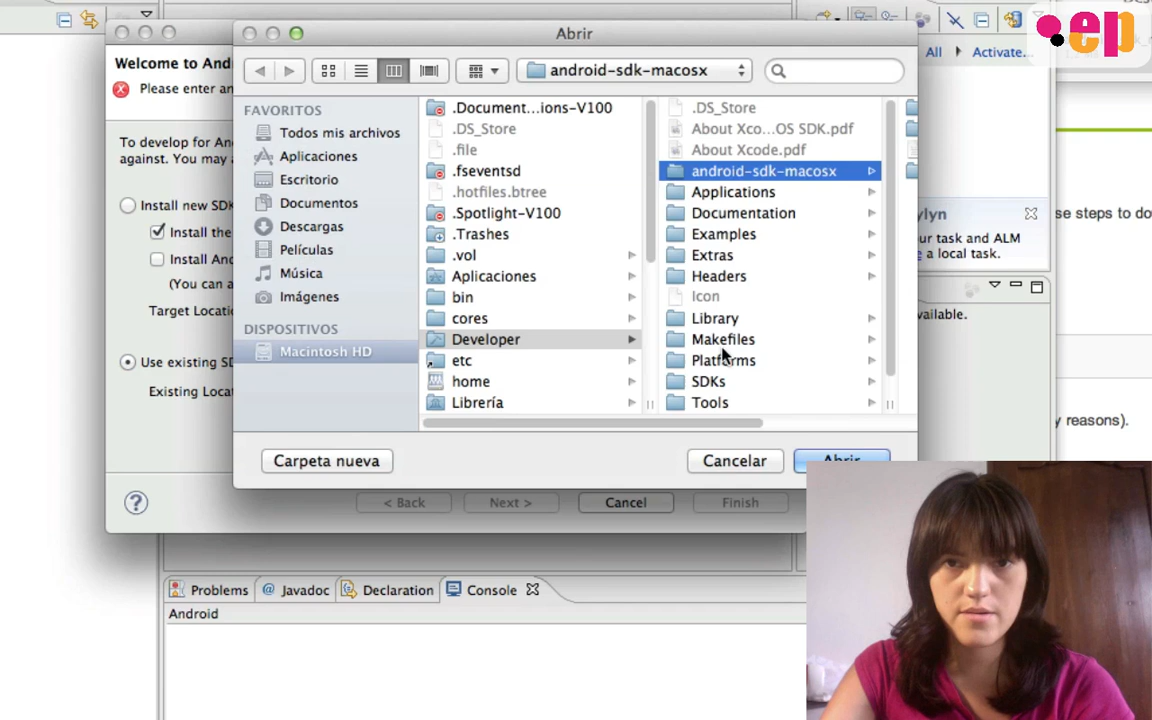 .ep
Abrir
android-sdk-macosx
All
Activate...
Welcome to And
Please enter an
To develop for An
against. You may
Install new SDK
Install the
Install And
(You can a
Target Locati
Use existing SD
Existing Locat
FAVORITOS
Todos mis archivos
Aplicaciones
Escritorio
Documentos
Descargas
Películas
Música
Imágenes
DISPOSITIVOS
Macintosh HD
.Document...ions-V100
.DS_Store
.file
.fseventsd
.hotfiles.btree
.Spotlight-V100
.Trashes
.vol
Aplicaciones
bin
cores
Developer
etc
home
Librería
.DS_Store
About Xco...OS SDK.pdf
About Xcode.pdf
android-sdk-macosx
Applications
Documentation
Examples
Extras
Headers
Icon
Library
Makefiles
Platforms
SDKs
Tools
ylyn
ur task and ALM
a local task.
se steps to do
vailable.
y reasons).
Carpeta nueva
Cancelar
Abrir
?
< Back
Next >
Cancel
Finish
Problems
@ Javadoc
Declaration
Console
Android